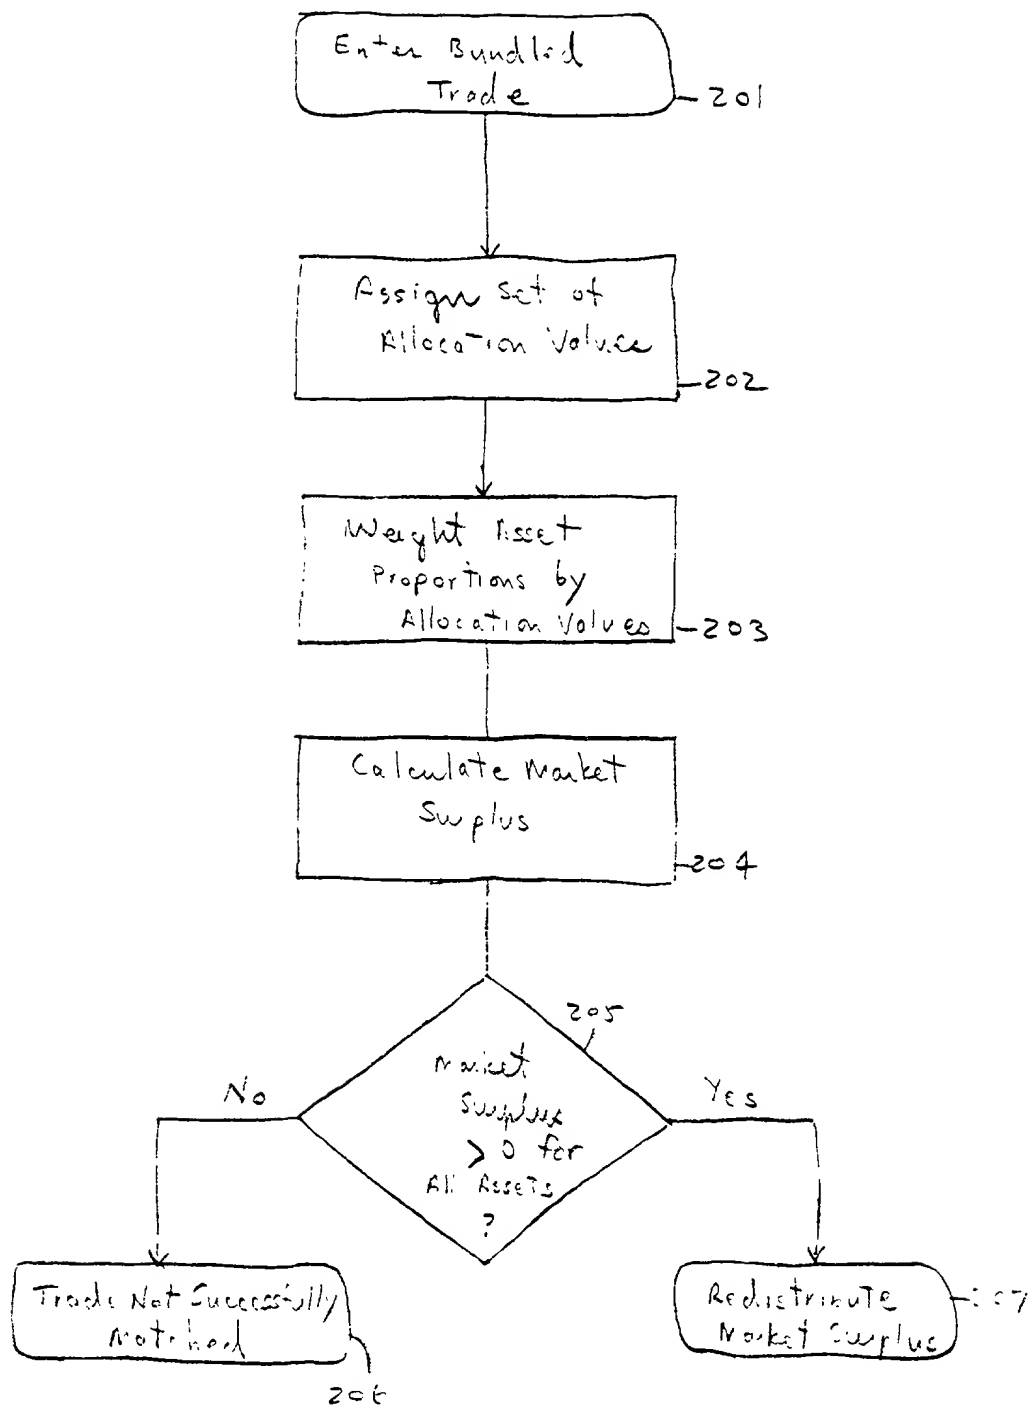 Enter Bundled
Trade
201
Assign Set of
Allocation Values
202
Weight Asset
Proportions by
Allocation Values
203
Calculate Market
Surplus
204
205
Market
Surplus
> 0 for
All Assets
?
No
Yes
Trade Not Successfully
Matched
206
Redistribute
Market Surplus
207